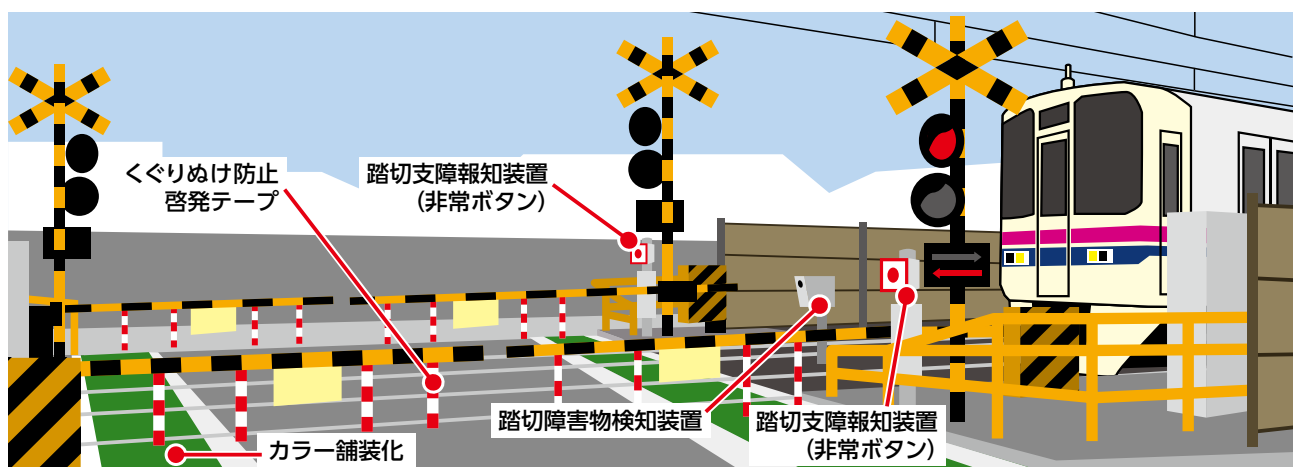 くぐりぬけ防止
啓発テープ
踏切支障報知装置
(非常ボタン)
踏切障害物検知装置
踏切支障報知装置
(非常ボタン)
カラー舗装化